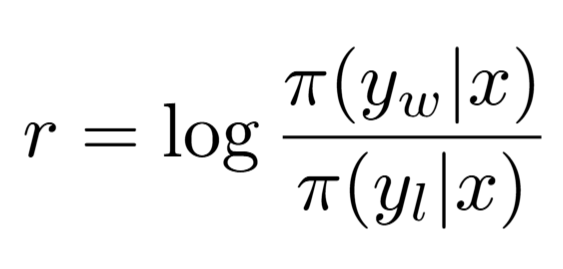 r = log π(y_w|x) / π(y_l|x)